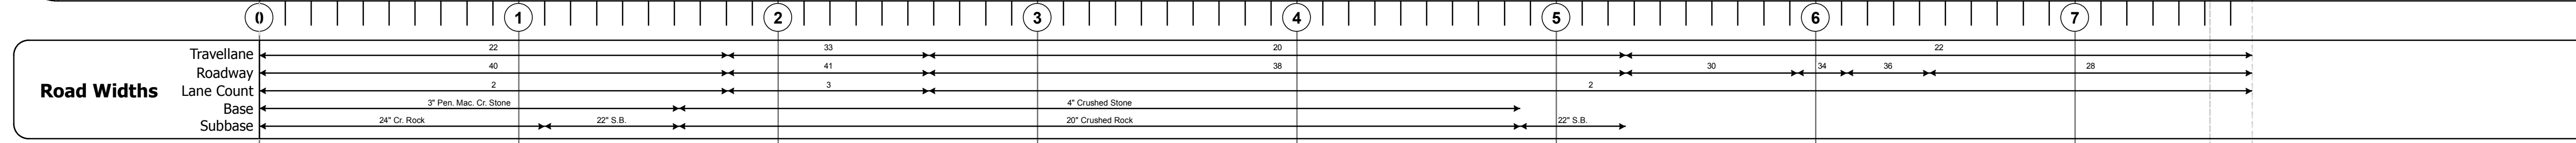 0 1 2 3 4 5 6 7
Road Widths
Travellane 22 33 20 22
Roadway 40 41 38 30 34 36 28
Lane Count 2 3 2
Base 3" Pen. Mac. Cr. Stone 4" Crushed Stone
Subbase 24" Cr. Rock 22" S.B. 20" Crushed Rock 22" S.B.